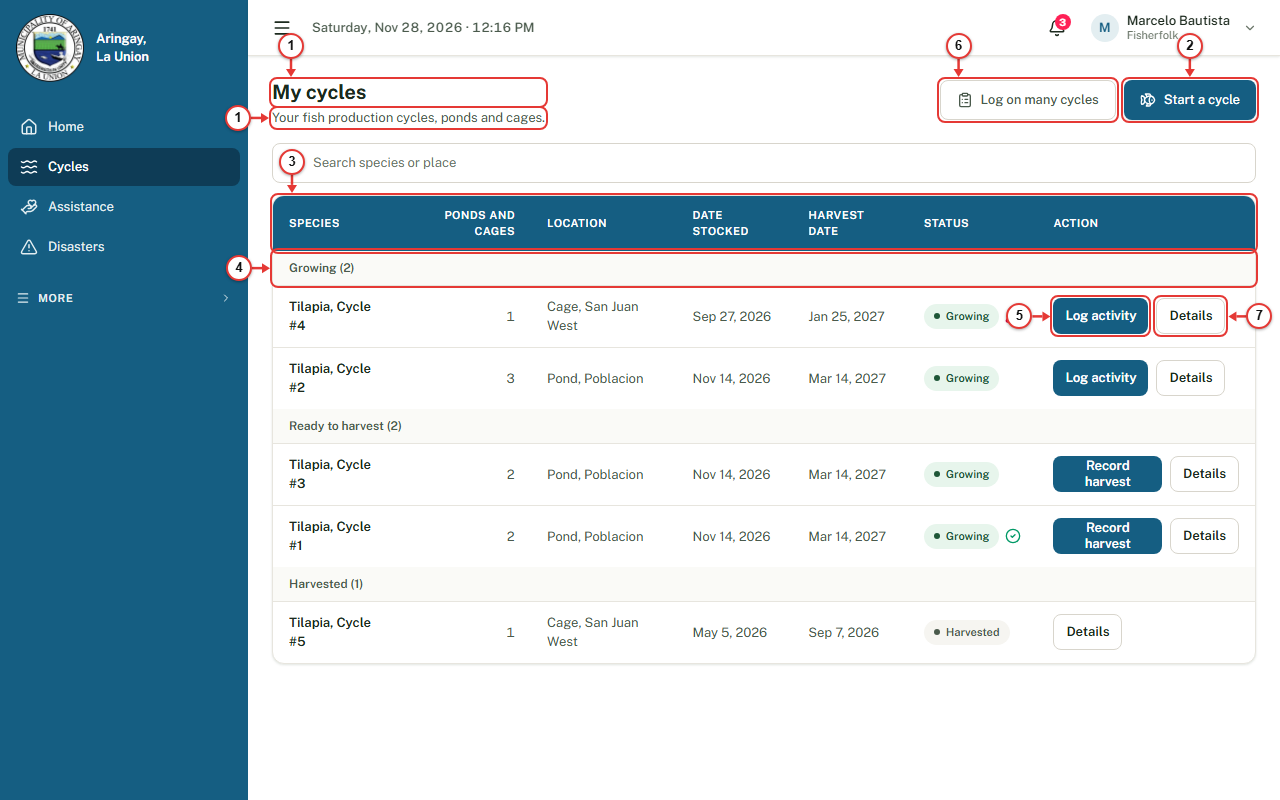 MUNICIPALITY OF ARINGAY
1741
LA UNION
Aringay,
La Union
Saturday, Nov 28, 2026 · 12:16 PM
3
M
Marcelo Bautista
Fisherfolk
1
6
2
Home
Cycles
Assistance
Disasters
MORE
My cycles
1
Your fish production cycles, ponds and cages.
Log on many cycles
Start a cycle
3
Search species or place
SPECIES
PONDS AND
CAGES
LOCATION
DATE
STOCKED
HARVEST
DATE
STATUS
ACTION
4
Growing (2)
Tilapia, Cycle
#4
1
Cage, San Juan
West
Sep 27, 2026
Jan 25, 2027
Growing
5
Log activity
Details
7
Tilapia, Cycle
#2
3
Pond, Poblacion
Nov 14, 2026
Mar 14, 2027
Growing
Log activity
Details
Ready to harvest (2)
Tilapia, Cycle
#3
2
Pond, Poblacion
Nov 14, 2026
Mar 14, 2027
Growing
Record
harvest
Details
Tilapia, Cycle
#1
2
Pond, Poblacion
Nov 14, 2026
Mar 14, 2027
Growing
Record
harvest
Details
Harvested (1)
Tilapia, Cycle
#5
1
Cage, San Juan
West
May 5, 2026
Sep 7, 2026
Harvested
Details